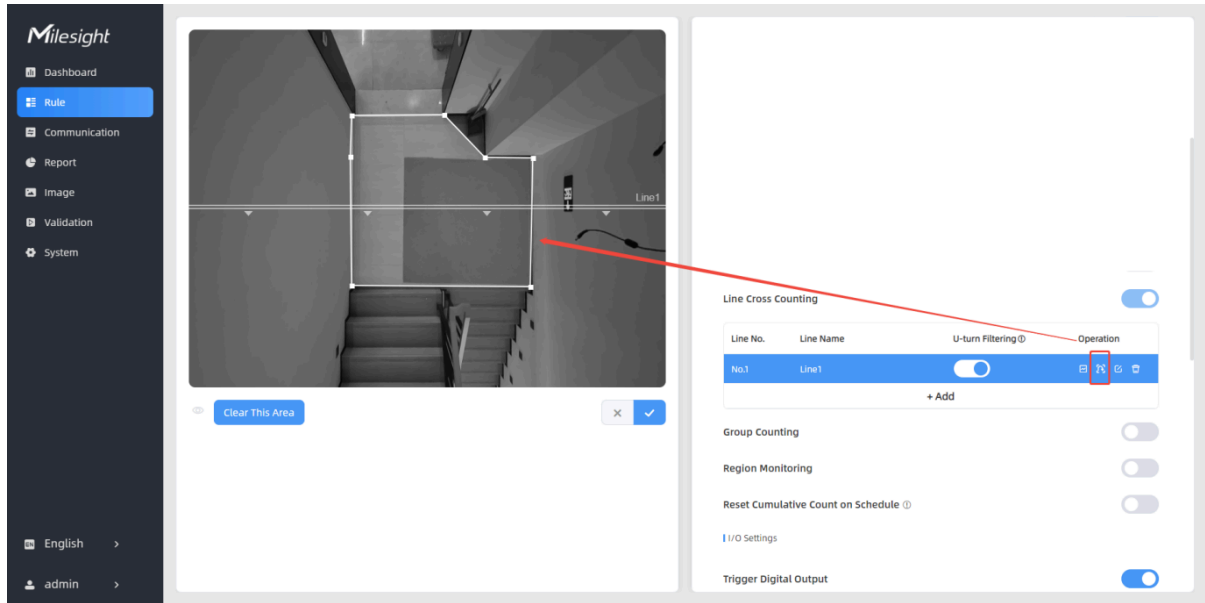 Milesight
Dashboard
Rule
Communication
Report
Image
Validation
System
EN English >
admin >
Line1
Clear This Area
Line Cross Counting
Line No. Line Name U-turn Filtering Operation
No.1 Line1
+ Add
Group Counting
Region Monitoring
Reset Cumulative Count on Schedule
I/O Settings
Trigger Digital Output